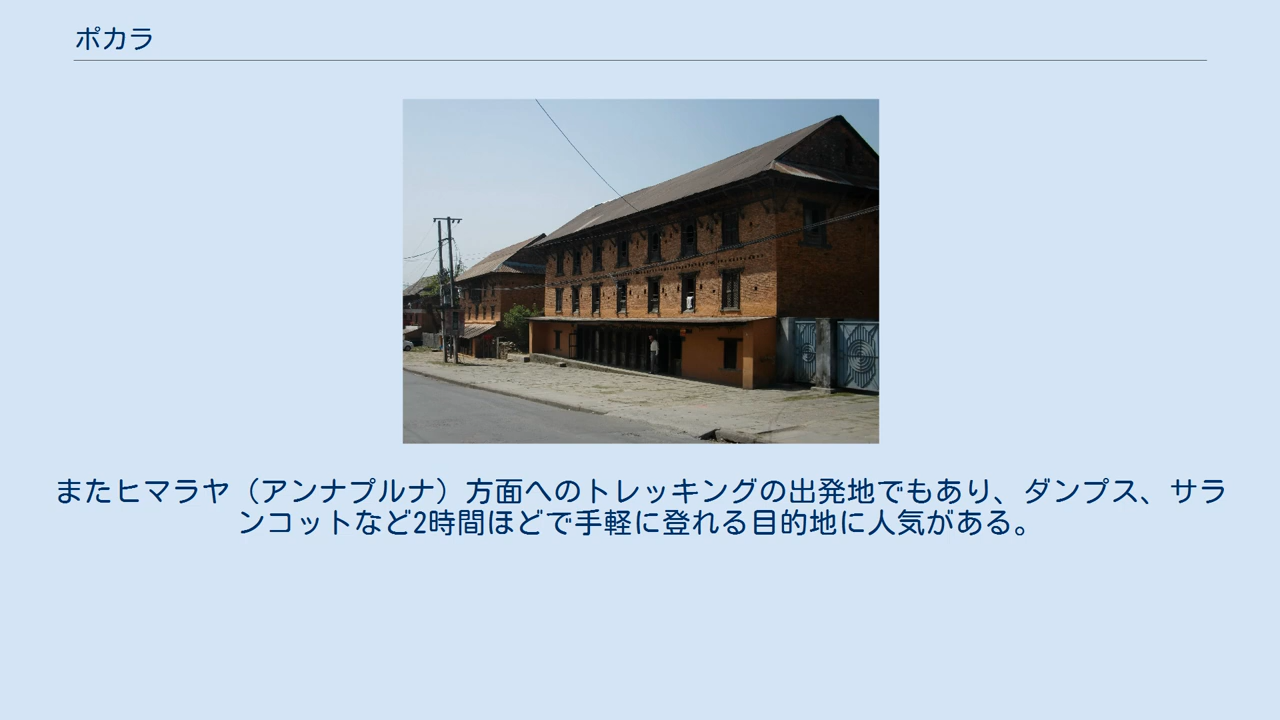 ポカラ
またヒマラヤ（アンナプルナ）方面へのトレッキングの出発地でもあり、ダンプス、サラ
ンコットなど2時間ほどで手軽に登れる目的地に人気がある。